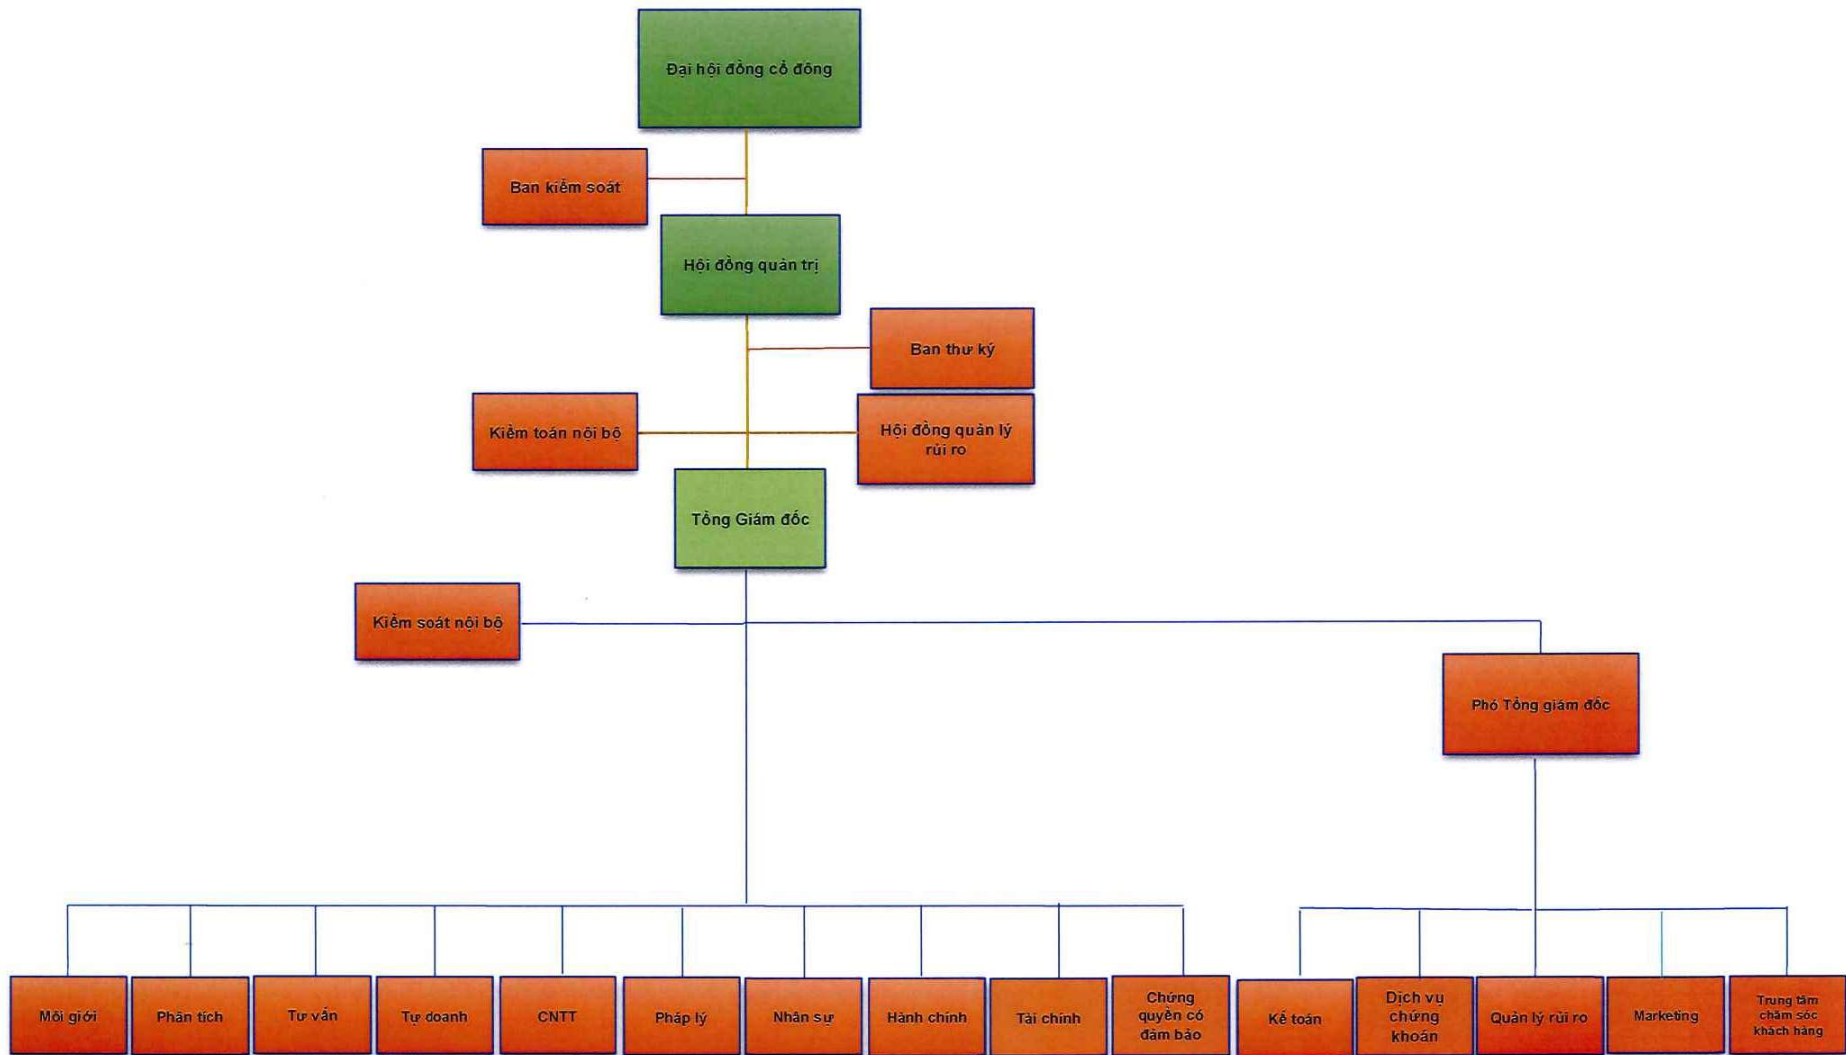 Đại hội đồng cổ đông
Ban kiểm soát
Hội đồng quản trị
Ban thư ký
Kiểm toán nội bộ
Hội đồng quản lý
rủi ro
Tổng Giám đốc
Kiểm soát nội bộ
Phó Tổng giám đốc
Môi giới
Phân tích
Tư vấn
Tự doanh
CNTT
Pháp lý
Nhân sự
Hành chính
Tài chính
Chứng
quyền có
đảm bảo
Kế toán
Dịch vụ
chứng
khoán
Quản lý rủi ro
Marketing
Trung tâm
chăm sóc
khách hàng